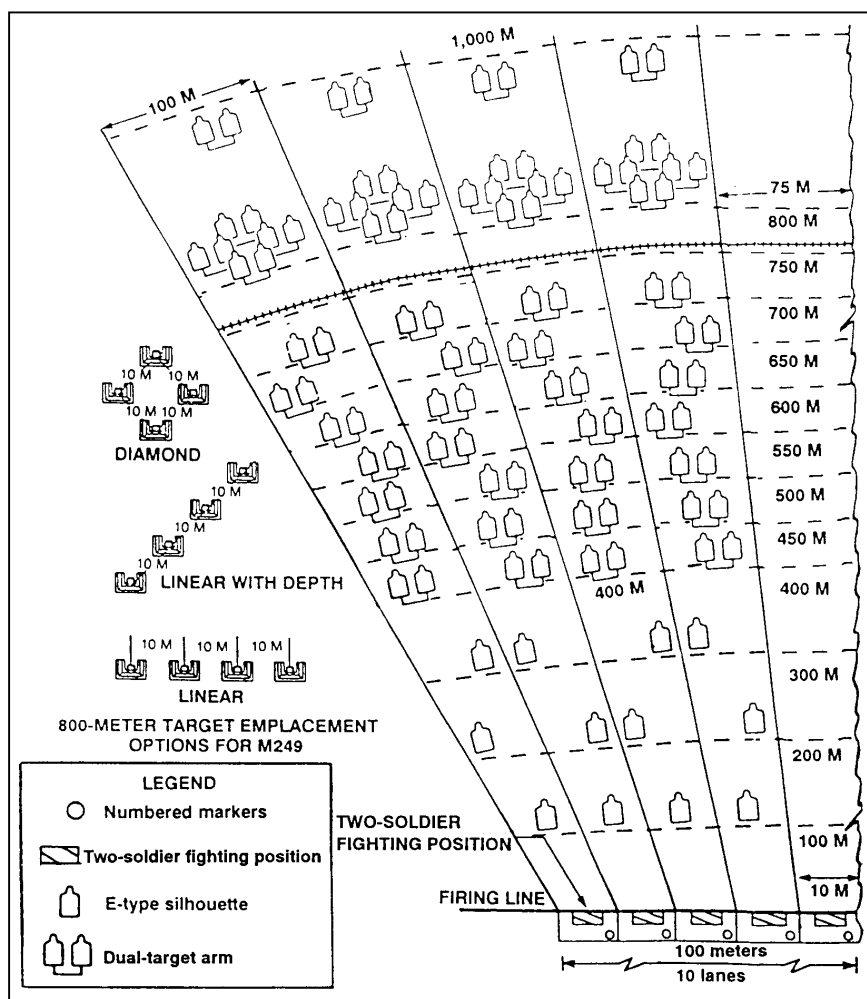 1,000 M
100 M
75 M
800 M
750 M
700 M
650 M
600 M
550 M
500 M
450 M
400 M
400 M
300 M
200 M
100 M
10 M
10 M 10 M
10 M 10 M
DIAMOND
10 M
10 M
10 M
LINEAR WITH DEPTH
10 M 10 M 10 M
LINEAR
800-METER TARGET EMPLACEMENT
OPTIONS FOR M249
LEGEND
Numbered markers
Two-soldier fighting position
E-type silhouette
Dual-target arm
TWO-SOLDIER
FIGHTING POSITION
FIRING LINE
100 meters
10 lanes